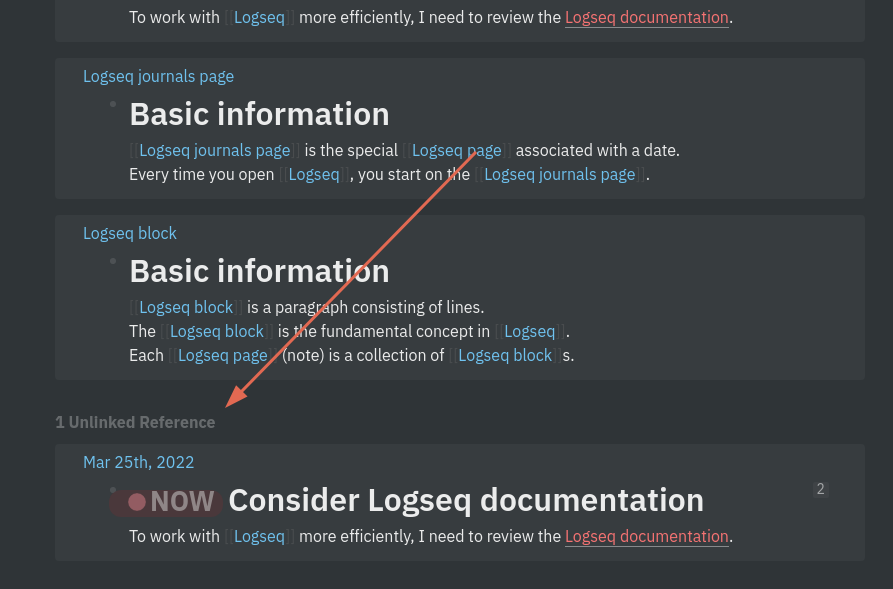 To work with [[Logseq]] more efficiently, I need to review the Logseq documentation.
Logseq journals page
Basic information
[[Logseq journals page]] is the special [[Logseq page]] associated with a date.
Every time you open [[Logseq]], you start on the [[Logseq journals page]].
Logseq block
Basic information
[[Logseq block]] is a paragraph consisting of lines.
The [[Logseq block]] is the fundamental concept in [[Logseq]].
Each [[Logseq page]] (note) is a collection of [[Logseq block]]s.
1 Unlinked Reference
Mar 25th, 2022
NOW Consider Logseq documentation 2
To work with [[Logseq]] more efficiently, I need to review the Logseq documentation.